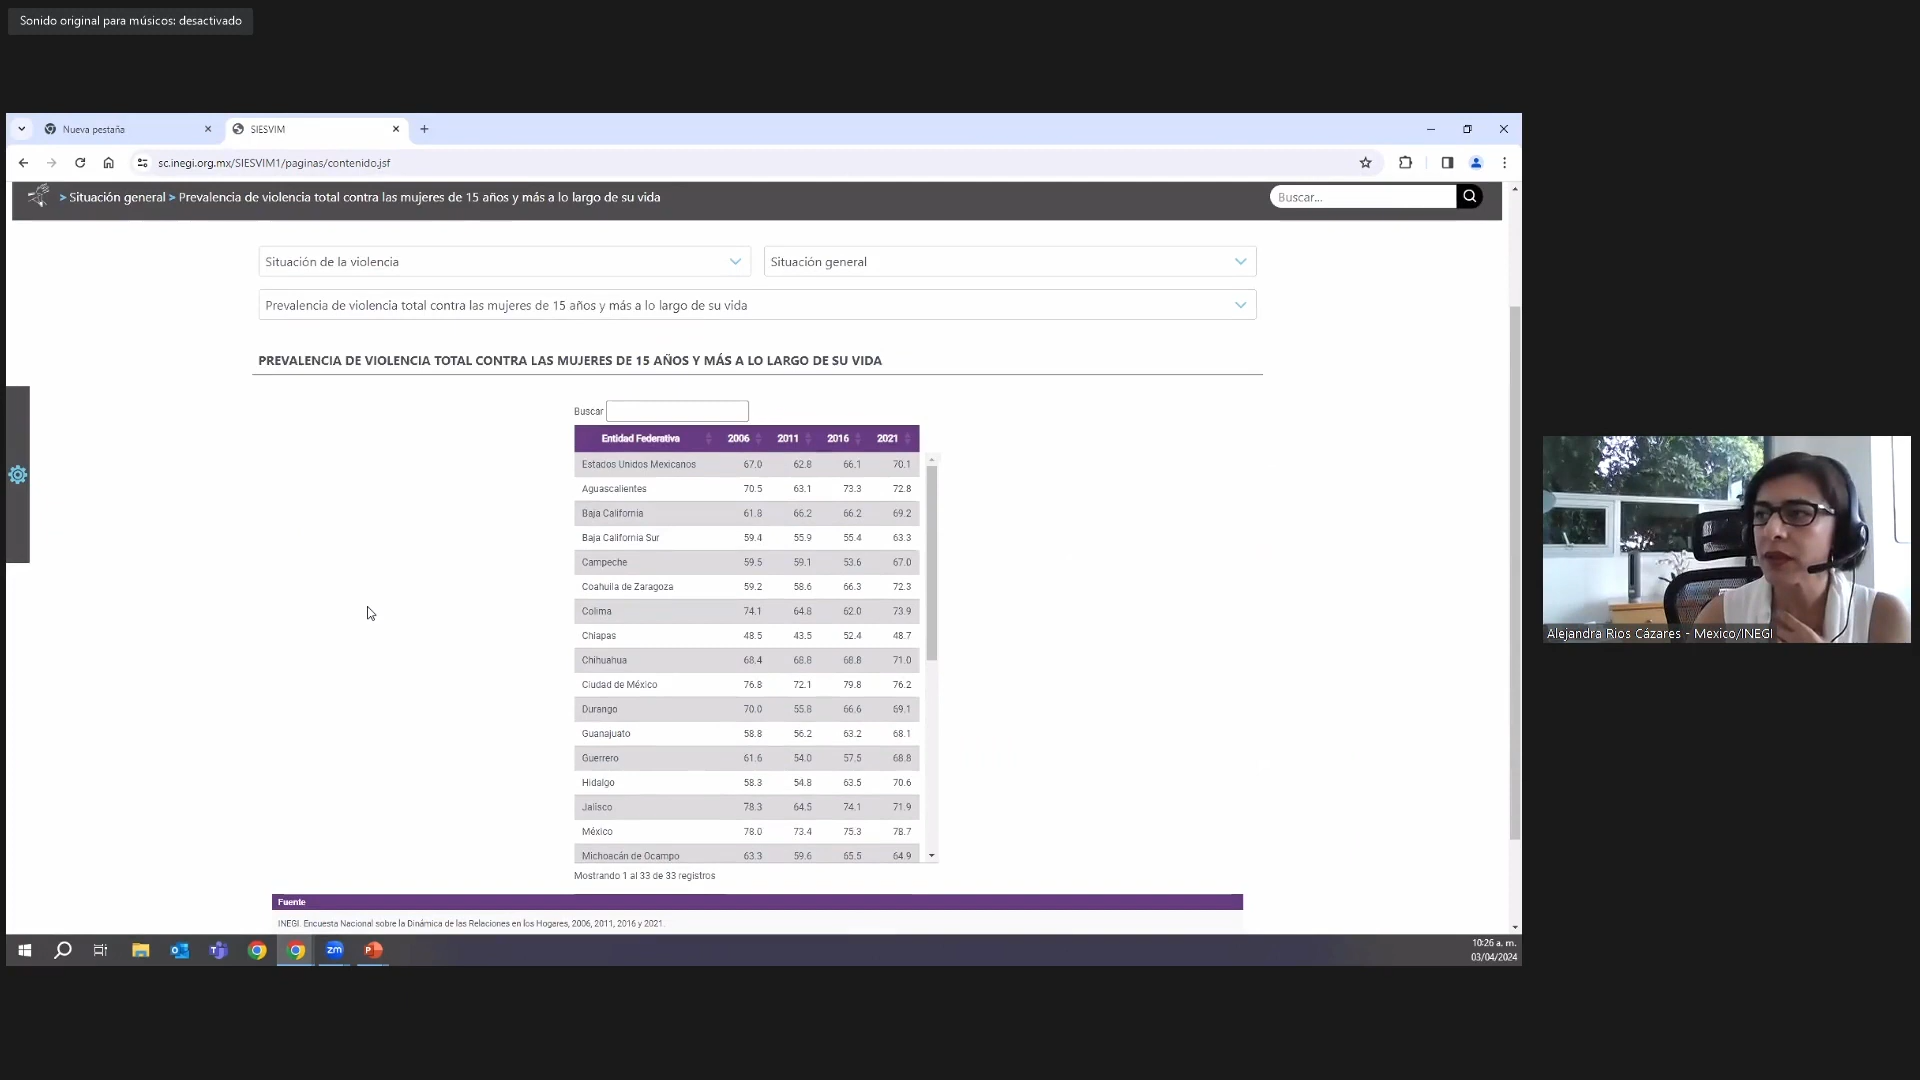 Sonido original para músicos: desactivado
Nueva pestaña
SIESVIM
sc.inegi.org.mx/SIESVIM1/paginas/contenido.jsf
> Situación general > Prevalencia de violencia total contra las mujeres de 15 años y más a lo largo de su vida
Buscar...
Situación de la violencia
Situación general
Prevalencia de violencia total contra las mujeres de 15 años y más a lo largo de su vida
PREVALENCIA DE VIOLENCIA TOTAL CONTRA LAS MUJERES DE 15 AÑOS Y MÁS A LO LARGO DE SU VIDA
Buscar
Entidad Federativa 2006 2011 2016 2021
Estados Unidos Mexicanos 67.0 62.8 66.1 70.1
Aguascalientes 70.5 63.1 73.3 72.8
Baja California 61.8 66.2 66.2 69.2
Baja California Sur 59.4 55.9 55.4 63.3
Campeche 59.5 59.1 53.6 67.0
Coahuila de Zaragoza 59.2 58.6 66.3 72.3
Colima 74.1 64.8 62.0 73.9
Chiapas 48.5 43.5 52.4 48.7
Chihuahua 68.4 68.8 68.8 71.0
Ciudad de México 76.8 72.1 79.8 76.2
Durango 70.0 55.8 66.6 69.1
Guanajuato 58.8 56.2 63.2 68.1
Guerrero 61.6 54.0 57.5 68.8
Hidalgo 58.3 54.8 63.5 70.6
Jalisco 78.3 64.5 74.1 71.9
México 78.0 73.4 75.3 78.7
Michoacán de Ocampo 63.3 59.6 65.5 64.9
Mostrando 1 al 33 de 33 registros
Fuente
INEGI. Encuesta Nacional sobre la Dinámica de las Relaciones en los Hogares, 2006, 2011, 2016 y 2021.
zm
10:26 a. m.
03/04/2024
Alejandra Rios Cázares - Mexico/INEGI